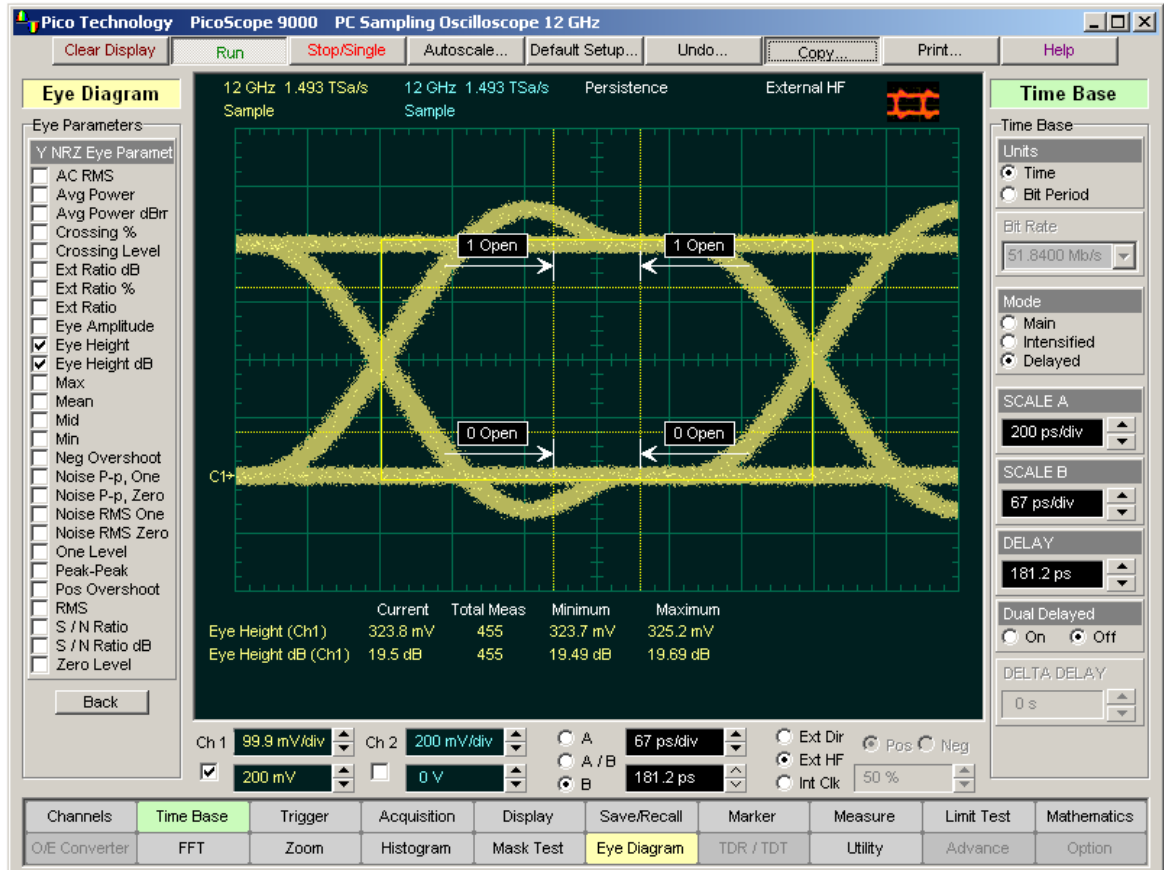 Pico Technology PicoScope 9000 PC Sampling Oscilloscope 12 GHz
Clear Display Run Stop/Single Autoscale... Default Setup... Undo... Copy... Print... Help
Eye Diagram
Eye Parameters
Y NRZ Eye Paramet
AC RMS
Avg Power
Avg Power dBm
Crossing %
Crossing Level
Ext Ratio dB
Ext Ratio %
Ext Ratio
Eye Amplitude
Eye Height
Eye Height dB
Max
Mean
Mid
Min
Neg Overshoot
Noise P-p, One
Noise P-p, Zero
Noise RMS One
Noise RMS Zero
One Level
Peak-Peak
Pos Overshoot
RMS
S / N Ratio
S / N Ratio dB
Zero Level
Back
12 GHz 1.493 TSa/s 12 GHz 1.493 TSa/s Persistence External HF
Sample Sample
1 Open 1 Open
0 Open 0 Open
C1
Current Total Meas Minimum Maximum
Eye Height (Ch1) 323.8 mV 455 323.7 mV 325.2 mV
Eye Height dB (Ch1) 19.5 dB 455 19.49 dB 19.69 dB
Time Base
Time Base
Units
Time
Bit Period
Bit Rate
51.8400 Mb/s
Mode
Main
Intensified
Delayed
SCALE A
200 ps/div
SCALE B
67 ps/div
DELAY
181.2 ps
Dual Delayed
On Off
DELTA DELAY
0 s
Ch 1 99.9 mV/div Ch 2 200 mV/div A 67 ps/div Ext Dir Pos Neg
A / B Ext HF
200 mV 0 V B 181.2 ps Int Clk 50 %
Channels Time Base Trigger Acquisition Display Save/Recall Marker Measure Limit Test Mathematics
O/E Converter FFT Zoom Histogram Mask Test Eye Diagram TDR / TDT Utility Advance Option